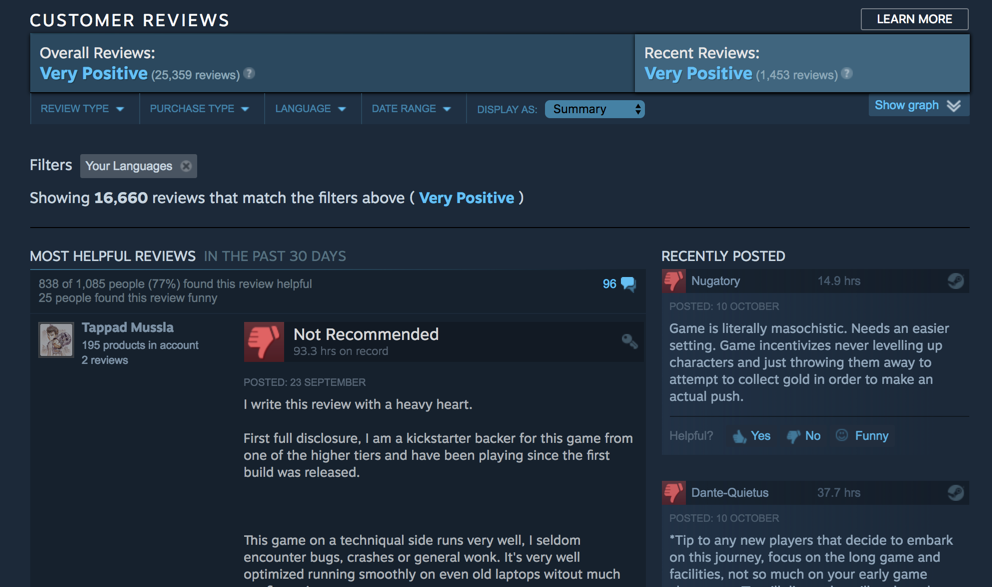 CUSTOMER REVIEWS
LEARN MORE
Overall Reviews:
Very Positive (25,359 reviews) ?
Recent Reviews:
Very Positive (1,453 reviews) ?
REVIEW TYPE
PURCHASE TYPE
LANGUAGE
DATE RANGE
DISPLAY AS: Summary
Show graph
Filters Your Languages
Showing 16,660 reviews that match the filters above ( Very Positive )
MOST HELPFUL REVIEWS IN THE PAST 30 DAYS
838 of 1,085 people (77%) found this review helpful
25 people found this review funny
96
Tappad Mussla
195 products in account
2 reviews
Not Recommended
93.3 hrs on record
POSTED: 23 SEPTEMBER
I write this review with a heavy heart.
First full disclosure, I am a kickstarter backer for this game from
one of the higher tiers and have been playing since the first
build was released.
This game on a techniqual side runs very well, I seldom
encounter bugs, crashes or general wonk. It's very well
optimized running smoothly on even old laptops witout much
RECENTLY POSTED
Nugatory 14.9 hrs
POSTED: 10 OCTOBER
Game is literally masochistic. Needs an easier
setting. Game incentivizes never levelling up
characters and just throwing them away to
attempt to collect gold in order to make an
actual push.
Helpful? Yes No Funny
Dante-Quietus 37.7 hrs
POSTED: 10 OCTOBER
*Tip to any new players that decide to embark
on this journey, focus on the long game and
facilities, not so much on your early game